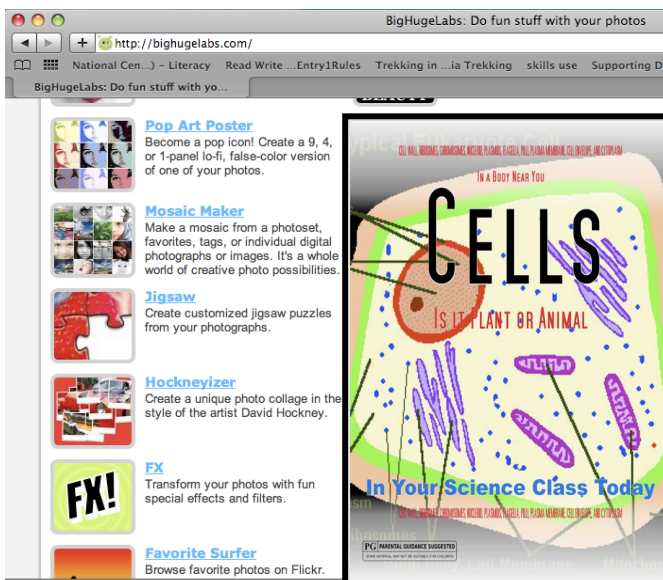 BigHugeLabs: Do fun stuff with your photos
http://bighugelabs.com/
National Cen...) – Literacy Read Write ...Entry1Rules Trekking in ...ia Trekking skills use Supporting D
BigHugeLabs: Do fun stuff with yo...
BEAUTY
Pop Art Poster
Become a pop icon! Create a 9, 4,
or 1-panel lo-fi, false-color version
of one of your photos.
Mosaic Maker
Make a mosaic from a photoset,
favorites, tags, or individual digital
photographs or images. It's a whole
world of creative photo possibilities.
Jigsaw
Create customized jigsaw puzzles
from your photographs.
Hockneyizer
Create a unique photo collage in the
style of the artist David Hockney.
FX!
FX
Transform your photos with fun
special effects and filters.
Favorite Surfer
Browse favorite photos on Flickr.
ypical Eukaryotic Cell
In a Body Near You
Cells
Is it Plant or Animal
In Your Science Class Today
ibosomes
Cell Membrane
PG PARENTAL GUIDANCE SUGGESTED